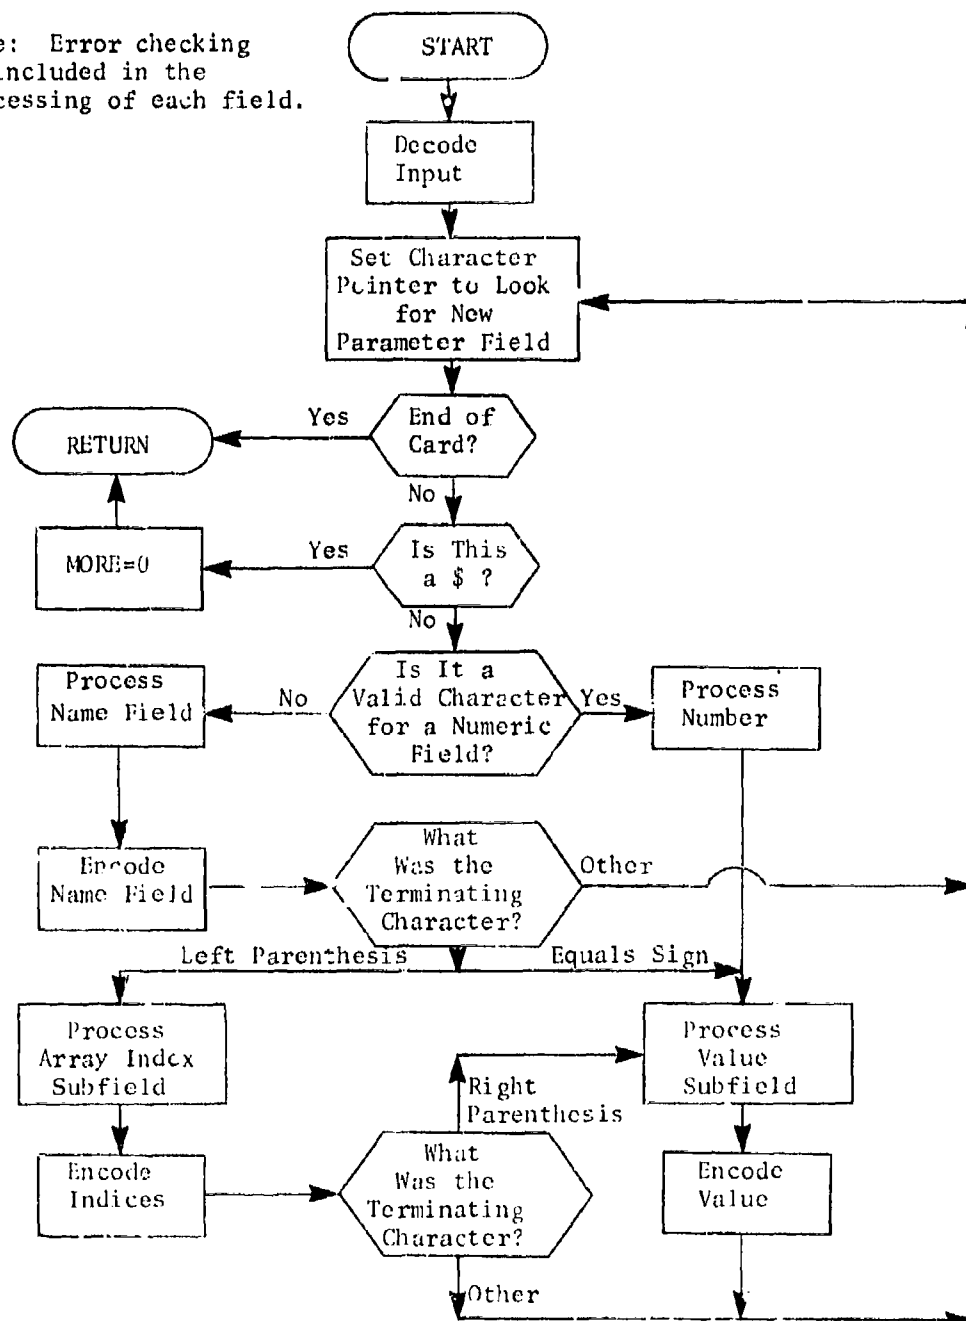 e: Error checking
included in the
cessing of each field.
START
Decode
Input
Set Character
Pointer to Look
for New
Parameter Field
End of
Card?
Yes
RETURN
No
Is This
a $ ?
Yes
MORE=0
No
Is It a
Valid Character
for a Numeric
Field?
No
Process
Name Field
Yes
Process
Number
Encode
Name Field
What
Was the
Terminating
Character?
Other
Left Parenthesis
Equals Sign
Process
Array Index
Subfield
Process
Value
Subfield
Right
Parenthesis
Encode
Indices
What
Was the
Terminating
Character?
Encode
Value
Other